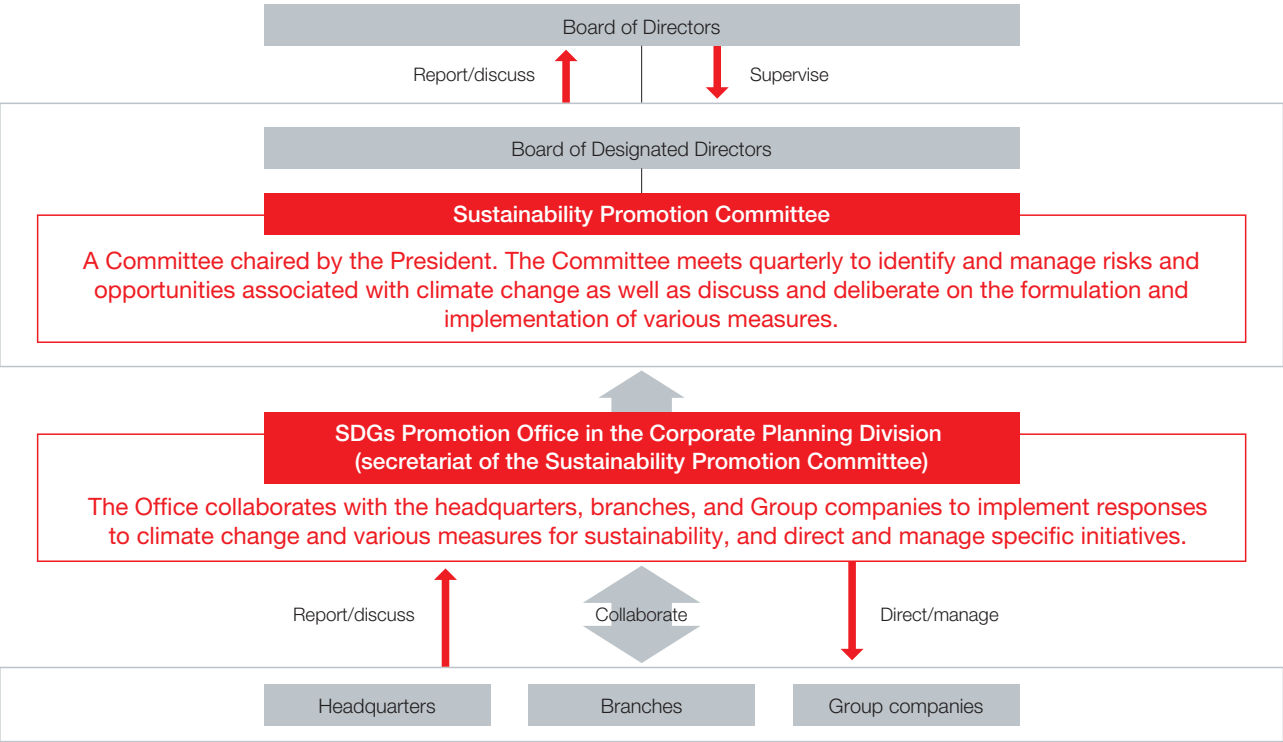 Board of Directors
Report/discuss
Supervise
Board of Designated Directors
Sustainability Promotion Committee
A Committee chaired by the President. The Committee meets quarterly to identify and manage risks and
opportunities associated with climate change as well as discuss and deliberate on the formulation and
implementation of various measures.
SDGs Promotion Office in the Corporate Planning Division
(secretariat of the Sustainability Promotion Committee)
The Office collaborates with the headquarters, branches, and Group companies to implement responses
to climate change and various measures for sustainability, and direct and manage specific initiatives.
Report/discuss
Collaborate
Direct/manage
Headquarters
Branches
Group companies